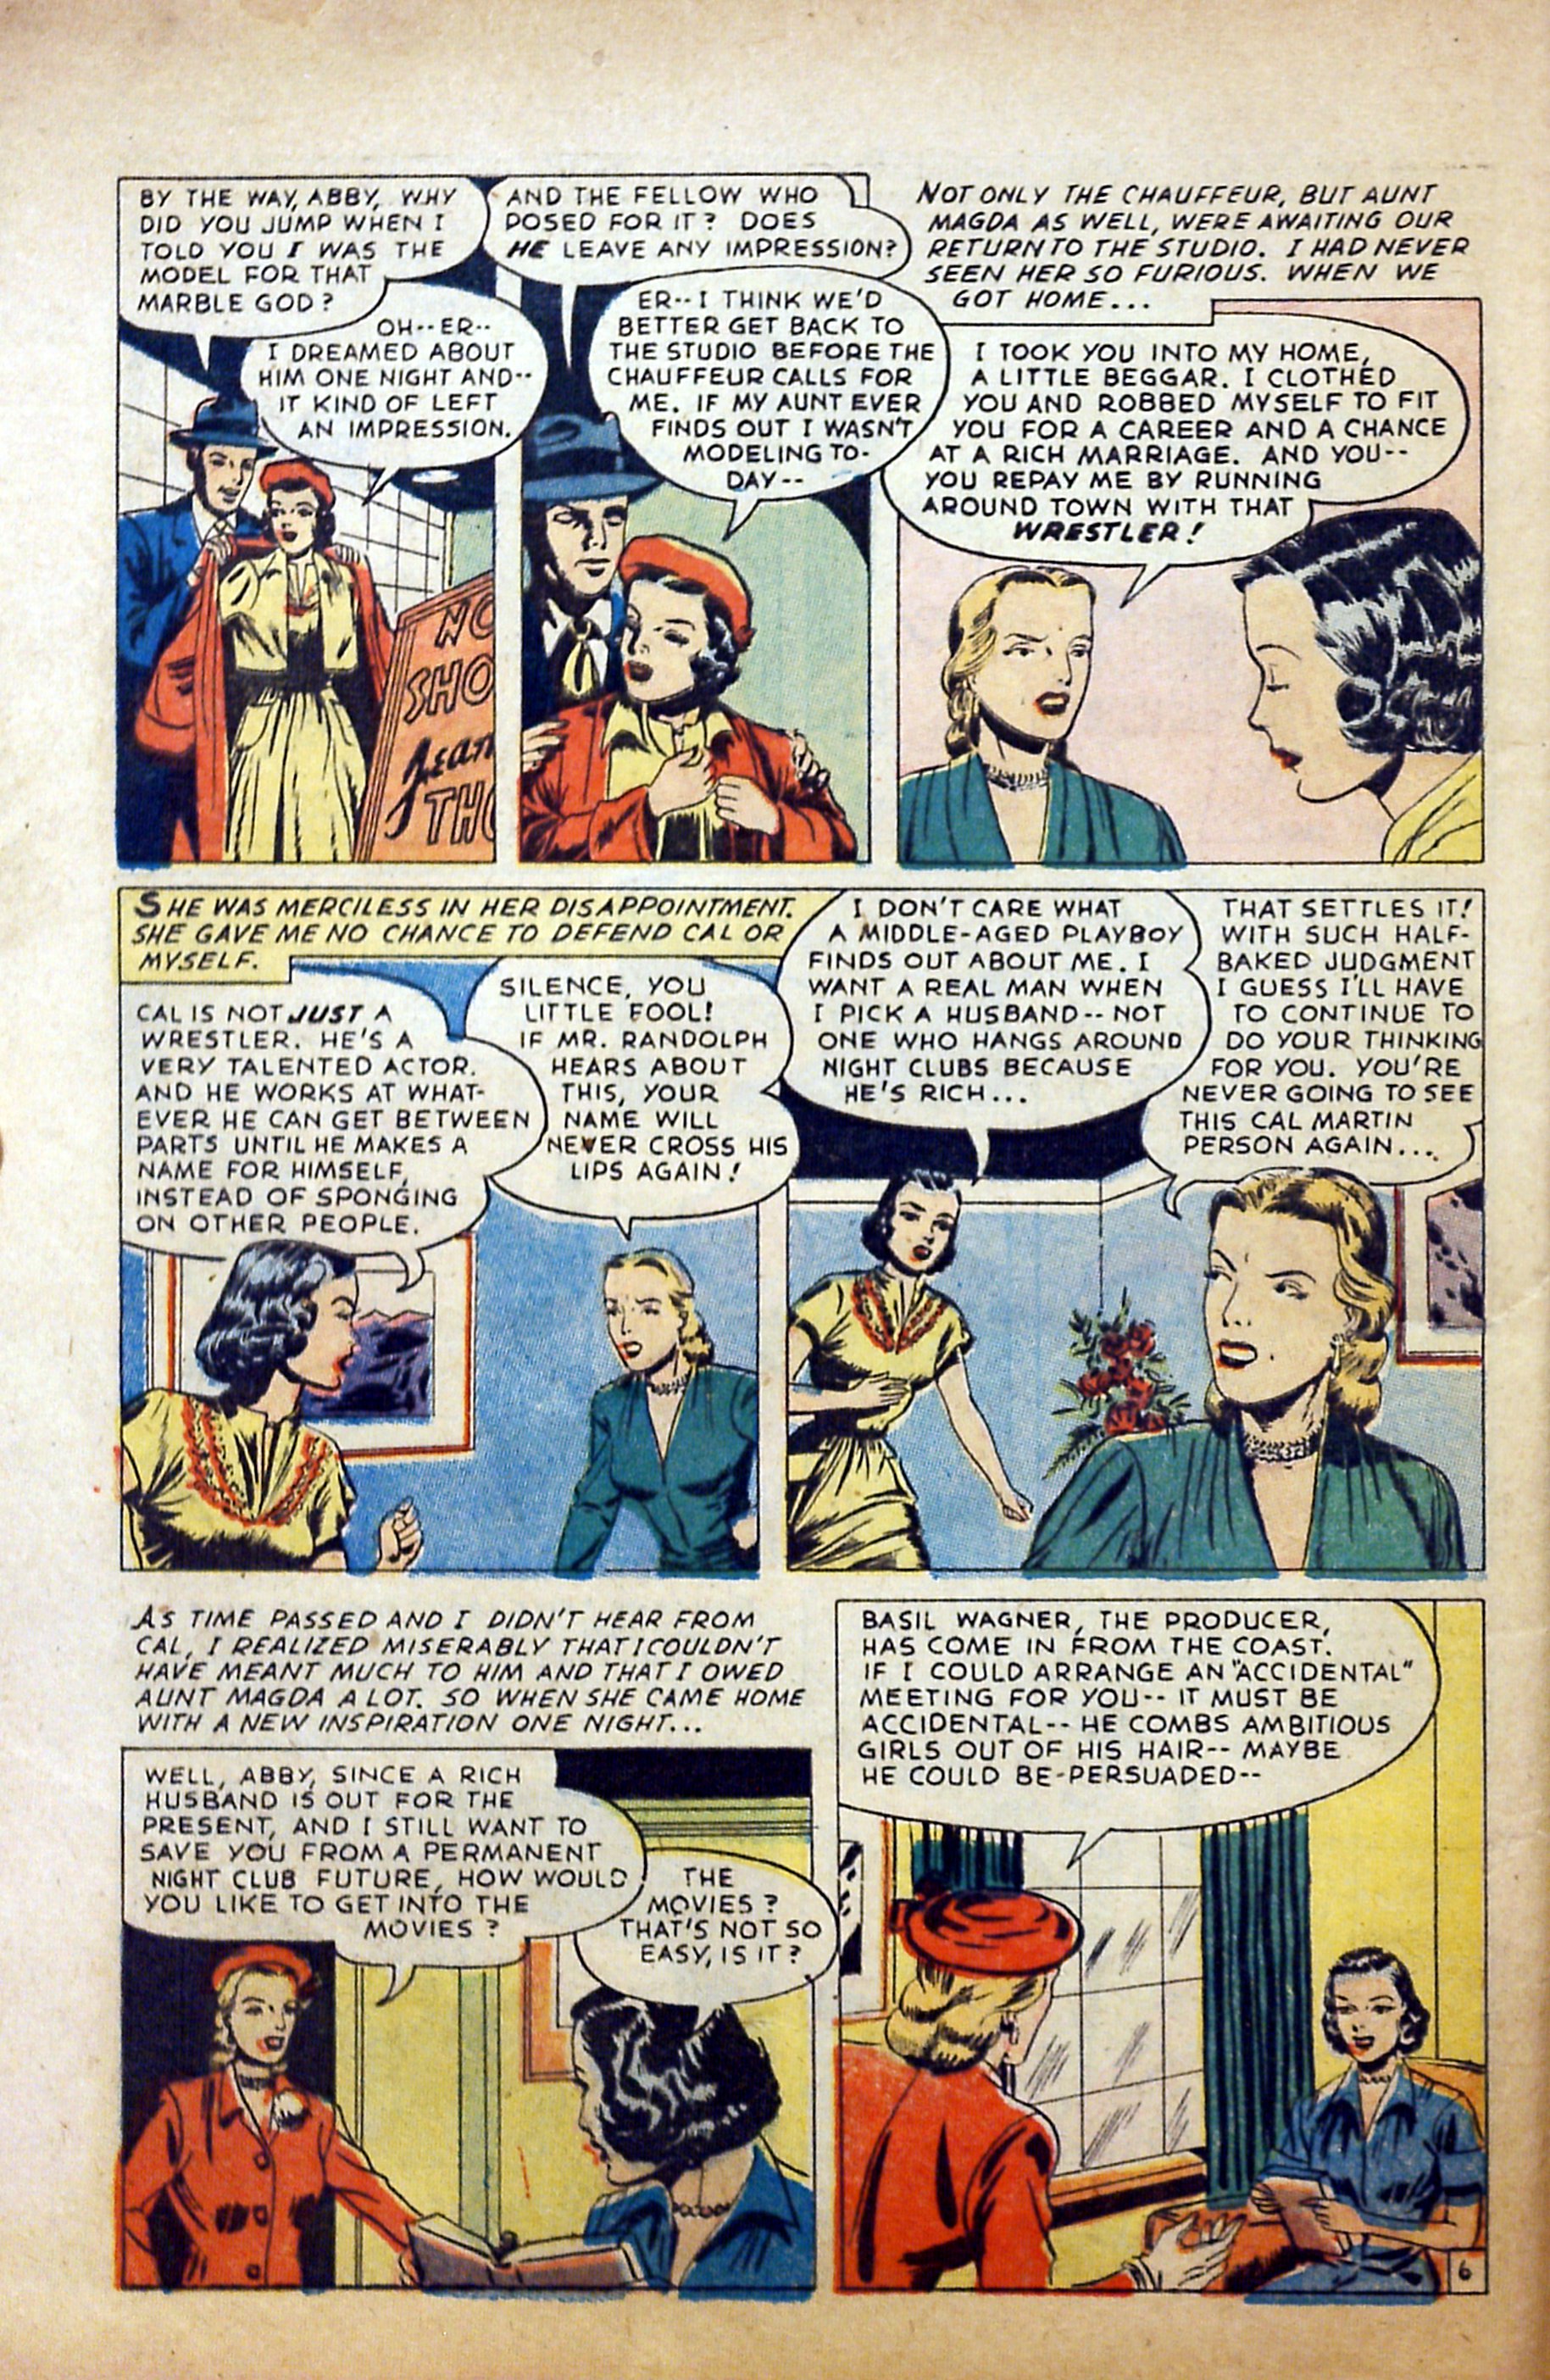 BY THE WAY, ABBY, WHY
DID YOU JUMP WHEN I
TOLD YOU I WAS THE
MODEL FOR THAT
MARBLE GOD?
OH--ER--
I DREAMED ABOUT
HIM ONE NIGHT AND--
IT KIND OF LEFT
AN IMPRESSION.
NO
SHO
Jean
THO
AND THE FELLOW WHO
POSED FOR IT? DOES
HE LEAVE ANY IMPRESSION?
ER--I THINK WE'D
BETTER GET BACK TO
THE STUDIO BEFORE THE
CHAUFFEUR CALLS FOR
ME. IF MY AUNT EVER
FINDS OUT I WASN'T
MODELING TO-
DAY--
NOT ONLY THE CHAUFFEUR, BUT AUNT
MAGDA AS WELL, WERE AWAITING OUR
RETURN TO THE STUDIO. I HAD NEVER
SEEN HER SO FURIOUS. WHEN WE
GOT HOME...
I TOOK YOU INTO MY HOME,
A LITTLE BEGGAR. I CLOTHED
YOU AND ROBBED MYSELF TO FIT
YOU FOR A CAREER AND A CHANCE
AT A RICH MARRIAGE. AND YOU--
YOU REPAY ME BY RUNNING
AROUND TOWN WITH THAT
WRESTLER!
SHE WAS MERCILESS IN HER DISAPPOINTMENT.
SHE GAVE ME NO CHANCE TO DEFEND CAL OR
MYSELF.
CAL IS NOT JUST A
WRESTLER. HE'S A
VERY TALENTED ACTOR.
AND HE WORKS AT WHAT-
EVER HE CAN GET BETWEEN
PARTS UNTIL HE MAKES A
NAME FOR HIMSELF,
INSTEAD OF SPONGING
ON OTHER PEOPLE.
SILENCE, YOU
LITTLE FOOL!
IF MR. RANDOLPH
HEARS ABOUT
THIS, YOUR
NAME WILL
NEVER CROSS HIS
LIPS AGAIN!
I DON'T CARE WHAT
A MIDDLE-AGED PLAYBOY
FINDS OUT ABOUT ME. I
WANT A REAL MAN WHEN
I PICK A HUSBAND--NOT
ONE WHO HANGS AROUND
NIGHT CLUBS BECAUSE
HE'S RICH...
THAT SETTLES IT!
WITH SUCH HALF-
BAKED JUDGMENT
I GUESS I'LL HAVE
TO CONTINUE TO
DO YOUR THINKING
FOR YOU. YOU'RE
NEVER GOING TO SEE
THIS CAL MARTIN
PERSON AGAIN...
AS TIME PASSED AND I DIDN'T HEAR FROM
CAL, I REALIZED MISERABLY THAT I COULDN'T
HAVE MEANT MUCH TO HIM AND THAT I OWED
AUNT MAGDA A LOT. SO WHEN SHE CAME HOME
WITH A NEW INSPIRATION ONE NIGHT...
WELL, ABBY, SINCE A RICH
HUSBAND IS OUT FOR THE
PRESENT, AND I STILL WANT TO
SAVE YOU FROM A PERMANENT
NIGHT CLUB FUTURE, HOW WOULD
YOU LIKE TO GET INTO THE
MOVIES?
THE
MOVIES?
THAT'S NOT SO
EASY, IS IT?
BASIL WAGNER, THE PRODUCER,
HAS COME IN FROM THE COAST.
IF I COULD ARRANGE AN "ACCIDENTAL"
MEETING FOR YOU--IT MUST BE
ACCIDENTAL--HE COMBS AMBITIOUS
GIRLS OUT OF HIS HAIR--MAYBE
HE COULD BE-PERSUADED--
6